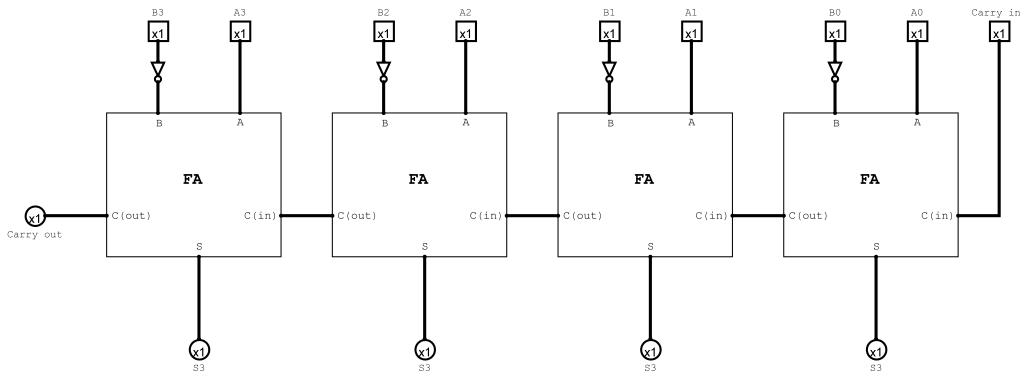 B3 A3 B2 A2 B1 A1 B0 A0 Carry in
x1 x1 x1 x1 x1 x1 x1 x1 x1
B A B A B A B A
FA FA FA FA
x1 C(out) C(in) C(out) C(in) C(out) C(in) C(out) C(in)
Carry out
S S S S
x1 x1 x1 x1
S3 S3 S3 S3